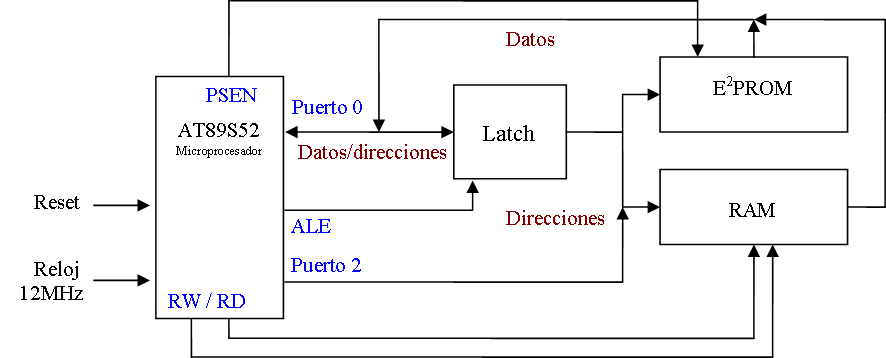 Datos
PSEN
E²PROM
Puerto 0
AT89S52
Microprocesador
Latch
Datos/direcciones
Reset
Direcciones
RAM
ALE
Puerto 2
Reloj
12MHz
RW / RD